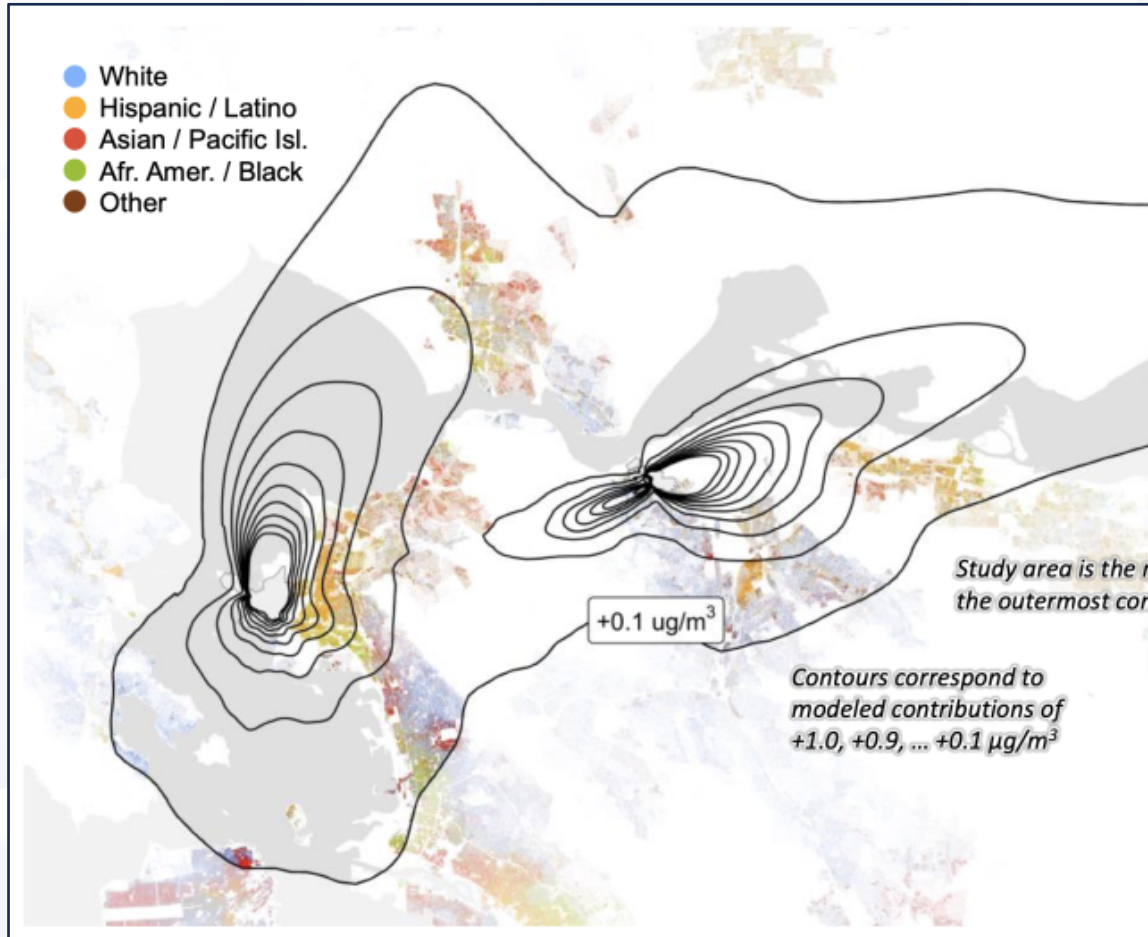 White
Hispanic / Latino
Asian / Pacific Isl.
Afr. Amer. / Black
Other
+0.1 ug/m³
Study area is the
the outermost
Contours correspond to
modeled contributions of
+1.0, +0.9, ... +0.1 µg/m³